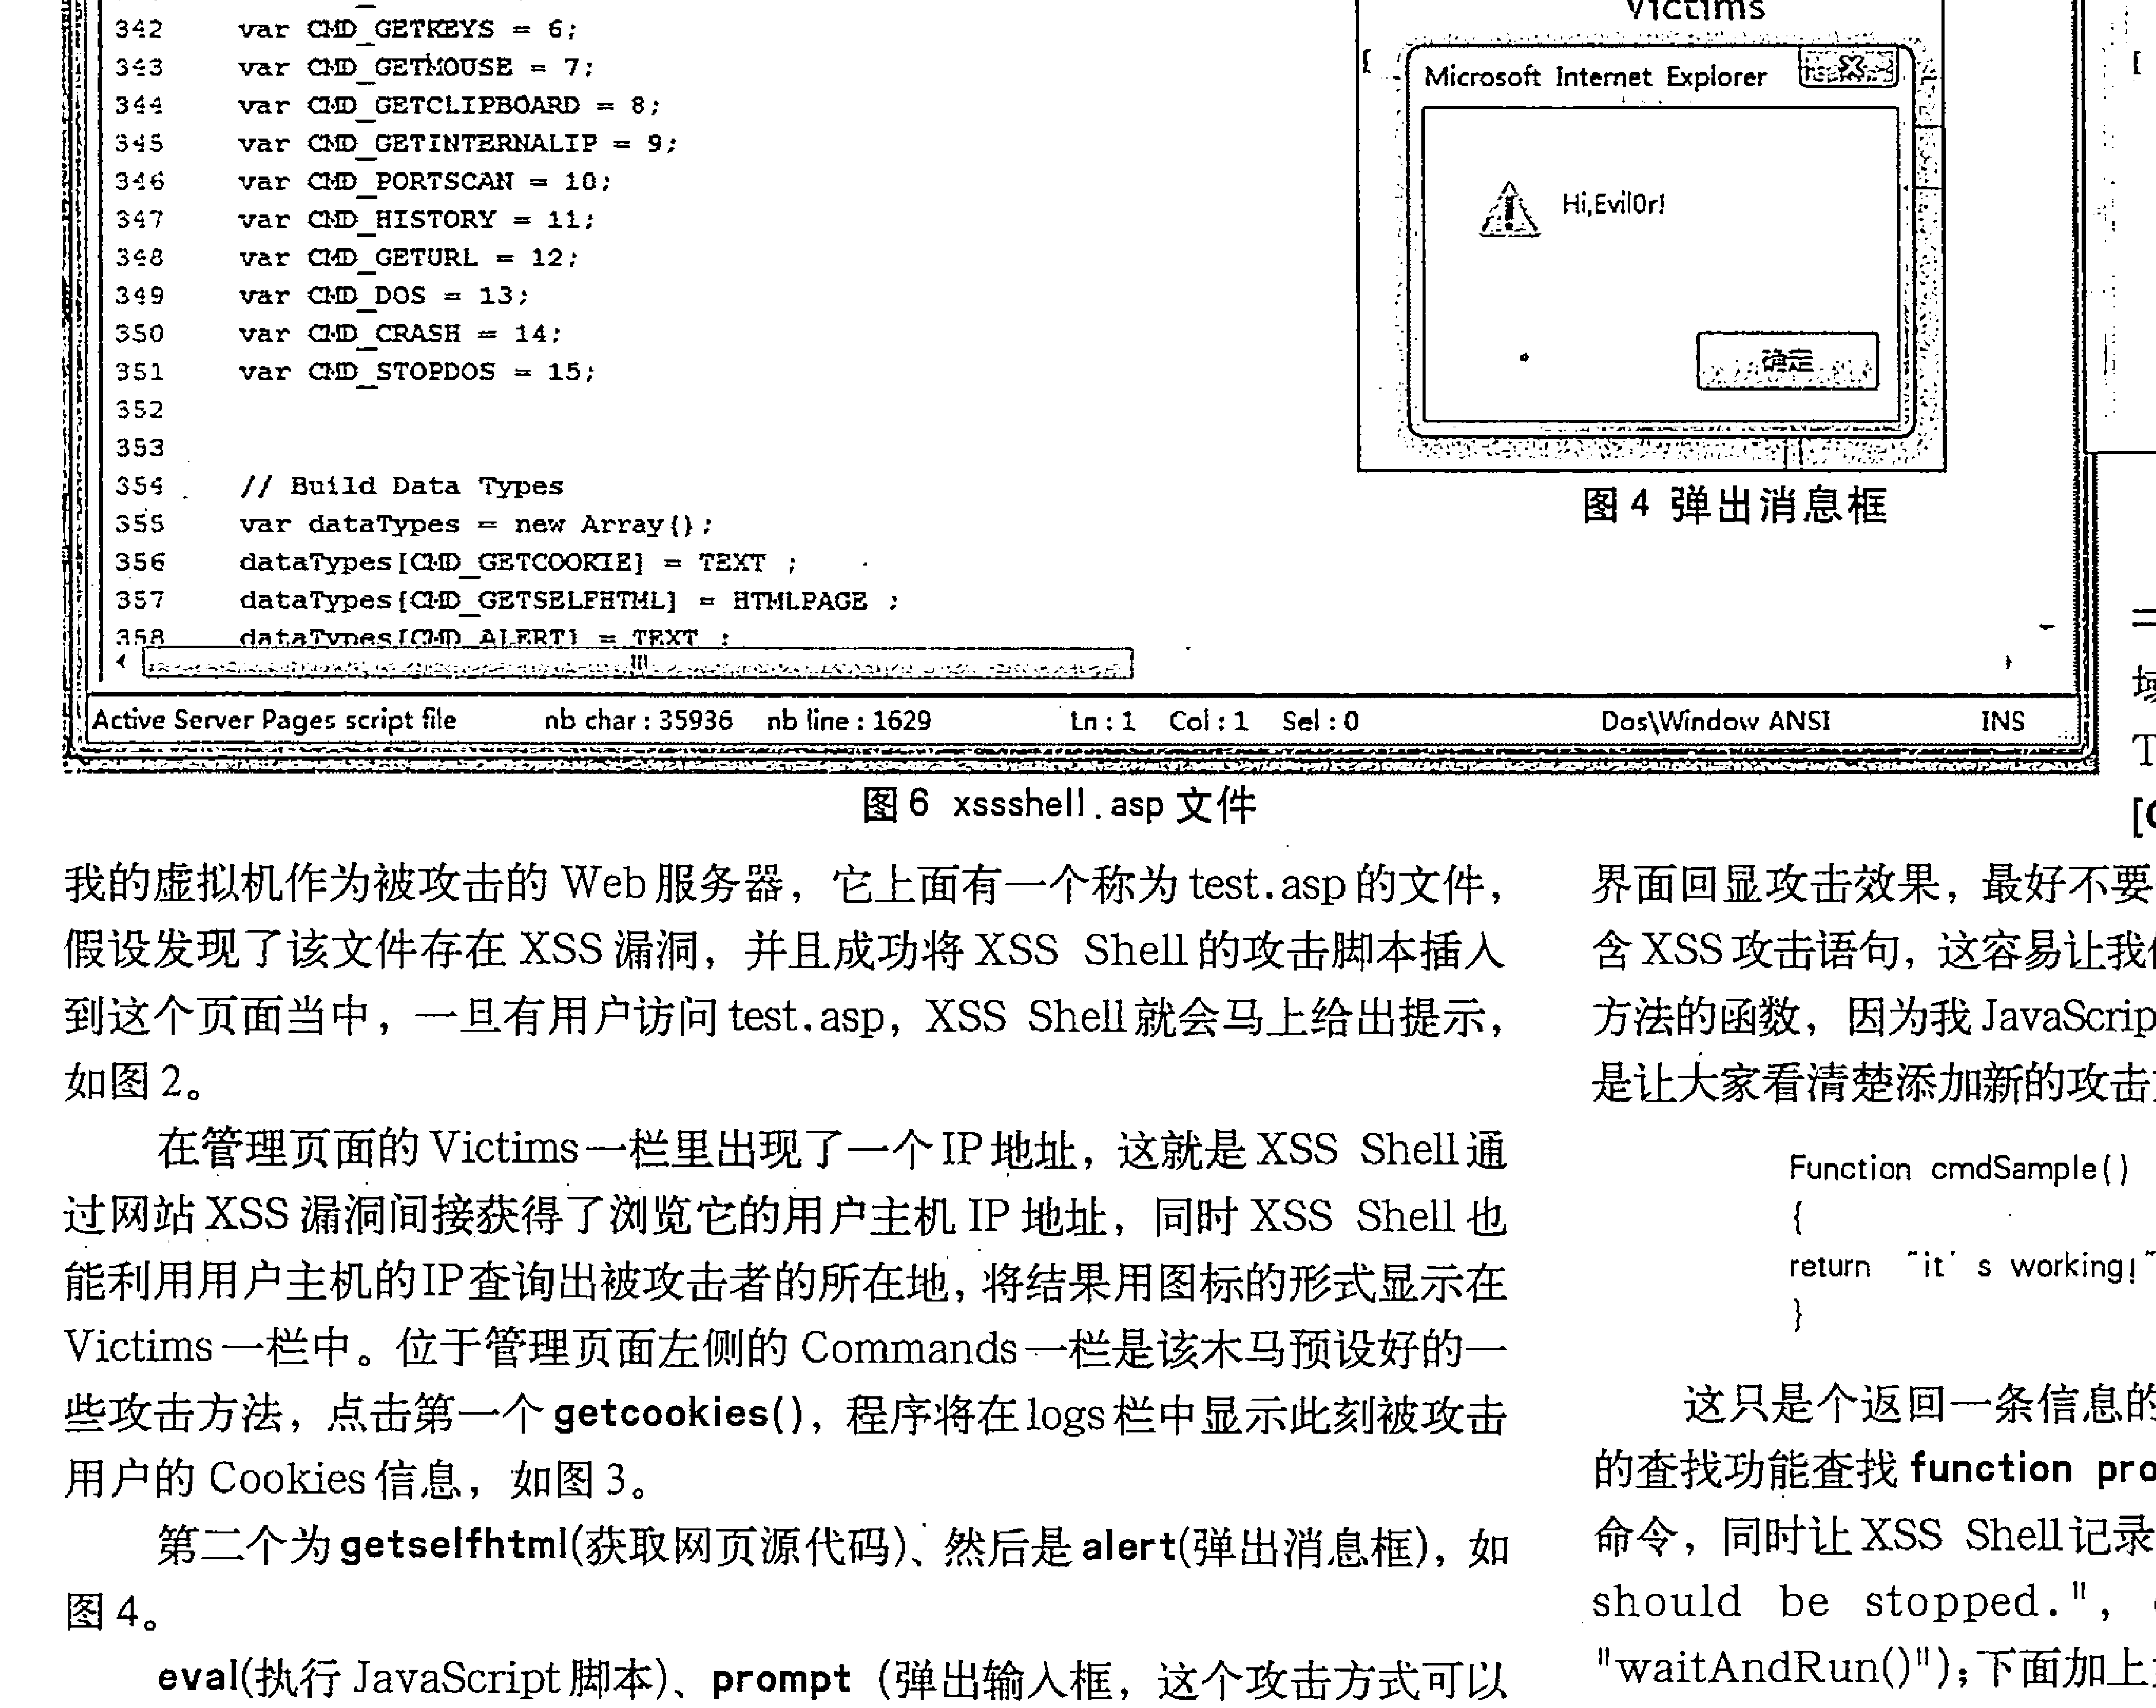 342 var CMD_GETKEYS = 6;
343 var CMD_GETMOUSE = 7;
344 var CMD_GETCLIPBOARD = 8;
345 var CMD_GETINTERNALIP = 9;
346 var CMD_PORTSCAN = 10;
347 var CMD_HISTORY = 11;
348 var CMD_GETURL = 12;
349 var CMD_DOS = 13;
350 var CMD_CRASH = 14;
351 var CMD_STOPDOS = 15;
352
353
354 // Build Data Types
355 var dataTypes = new Array();
356 dataTypes[CMD_GETCOOKIE] = TEXT ;
357 dataTypes[CMD_GETSELFHTML] = HTMLPAGE ;
358 dataTypes[CMD_ALERT] = TEXT ;
Active Server Pages script file nb char : 35936 nb line : 1629 Ln : 1 Col : 1 Sel : 0 Dos\Window ANSI INS
Victims
Microsoft Internet Explorer
Hi,Evil0r!
确定
图 4 弹出消息框
图 6 xssshell.asp 文件
我的虚拟机作为被攻击的 Web 服务器，它上面有一个称为 test.asp 的文件，
假设发现了该文件存在 XSS 漏洞，并且成功将 XSS Shell 的攻击脚本插入
到这个页面当中，一旦有用户访问 test.asp，XSS Shell 就会马上给出提示，
如图 2。
在管理页面的 Victims 一栏里出现了一个 IP 地址，这就是 XSS Shell 通
过网站 XSS 漏洞间接获得了浏览它的用户主机 IP 地址，同时 XSS Shell 也
能利用用户主机的 IP 查询出被攻击者的所在地，将结果用图标的形式显示在
Victims 一栏中。位于管理页面左侧的 Commands 一栏是该木马预设好的一
些攻击方法，点击第一个 getcookies()，程序将在 logs 栏中显示此刻被攻击
用户的 Cookies 信息，如图 3。
第二个为 getselfhtml(获取网页源代码)、然后是 alert(弹出消息框)，如
图 4。
eval(执行 JavaScript 脚本)、prompt（弹出输入框，这个攻击方式可以
界面回显攻击效果，最好不要
含 XSS 攻击语句，这容易让我
方法的函数，因为我 JavaScrip
是让大家看清楚添加新的攻击
Function cmdSample()
{
return "it' s working!"
}
这只是个返回一条信息的
的查找功能查找 function pro
命令，同时让 XSS Shell 记录
should be stopped.",
"waitAndRun()");下面加上